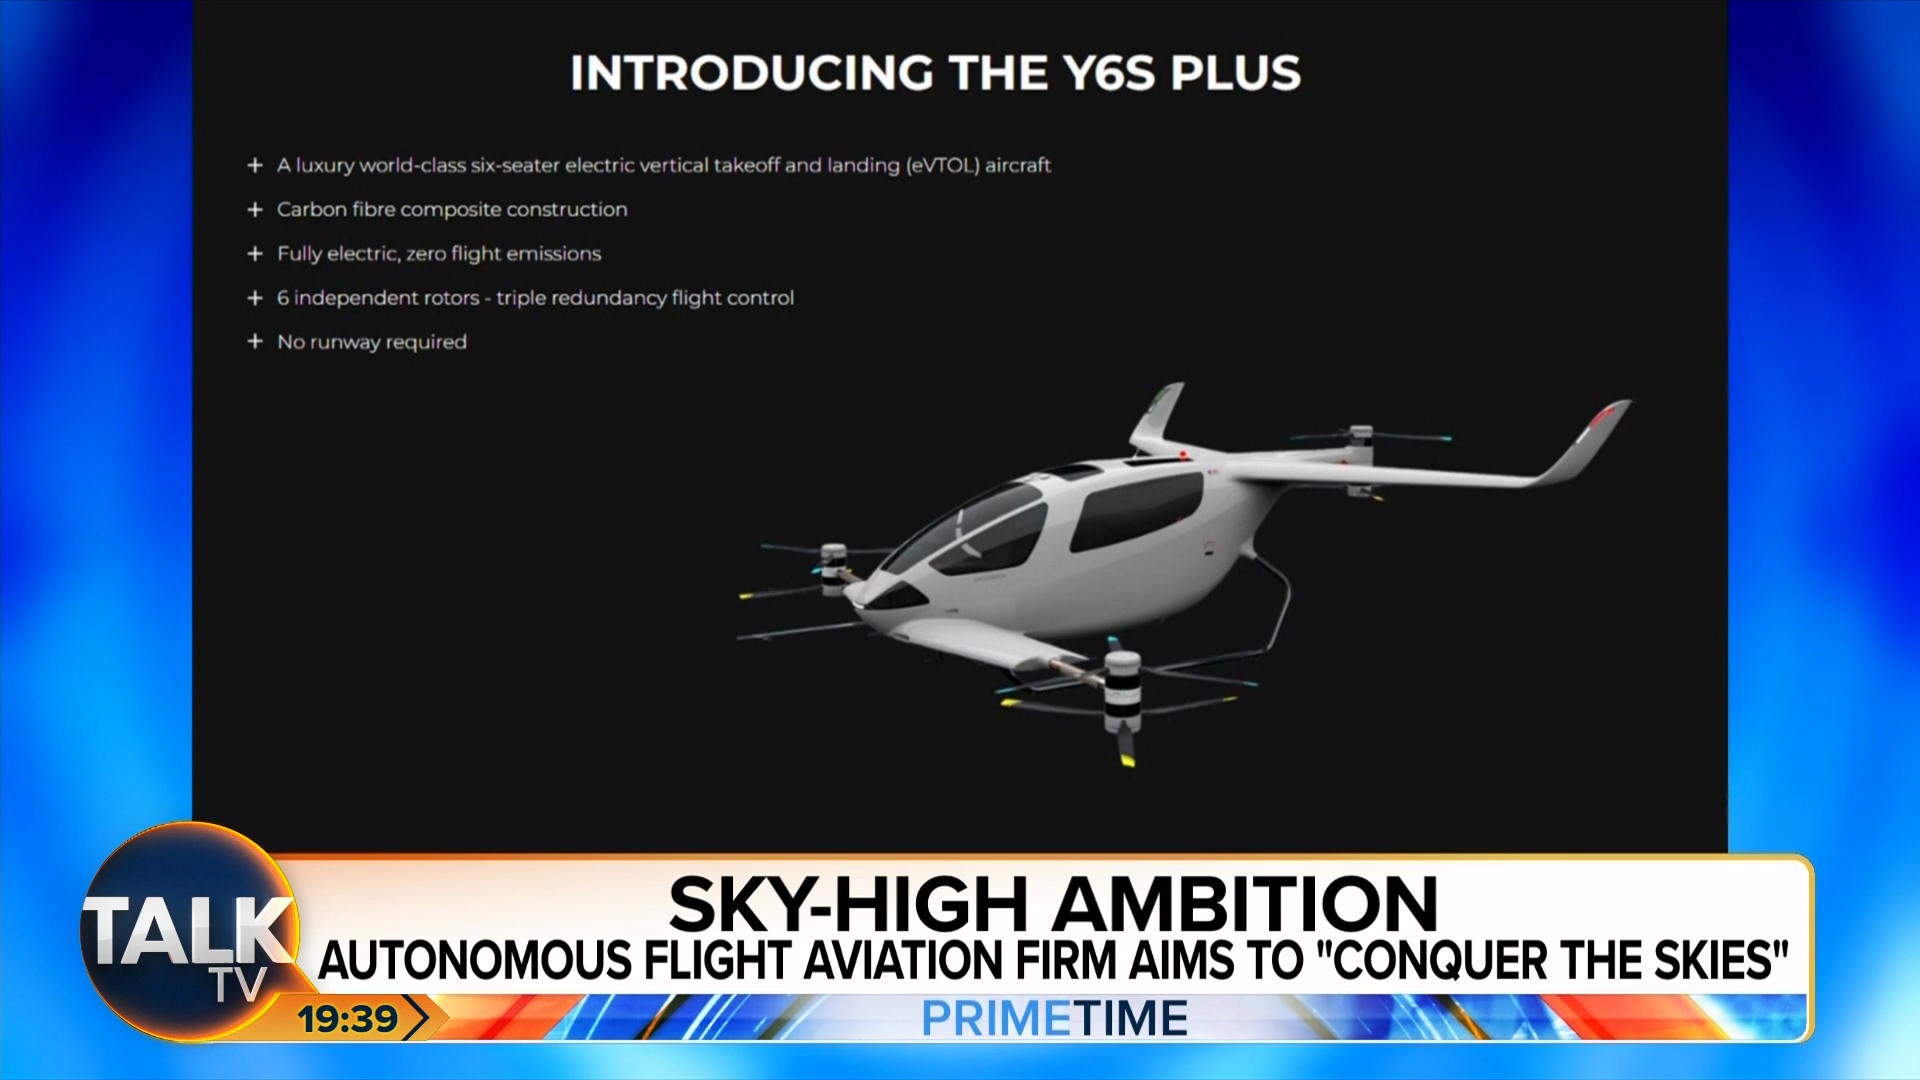 INTRODUCING THE Y6S PLUS
+ A luxury world-class six-seater electric vertical takeoff and landing (eVTOL) aircraft
+ Carbon fibre composite construction
+ Fully electric, zero flight emissions
+ 6 independent rotors - triple redundancy flight control
+ No runway required
SKY-HIGH AMBITION
AUTONOMOUS FLIGHT AVIATION FIRM AIMS TO "CONQUER THE SKIES"
TALK
TV
19:39
PRIMETIME